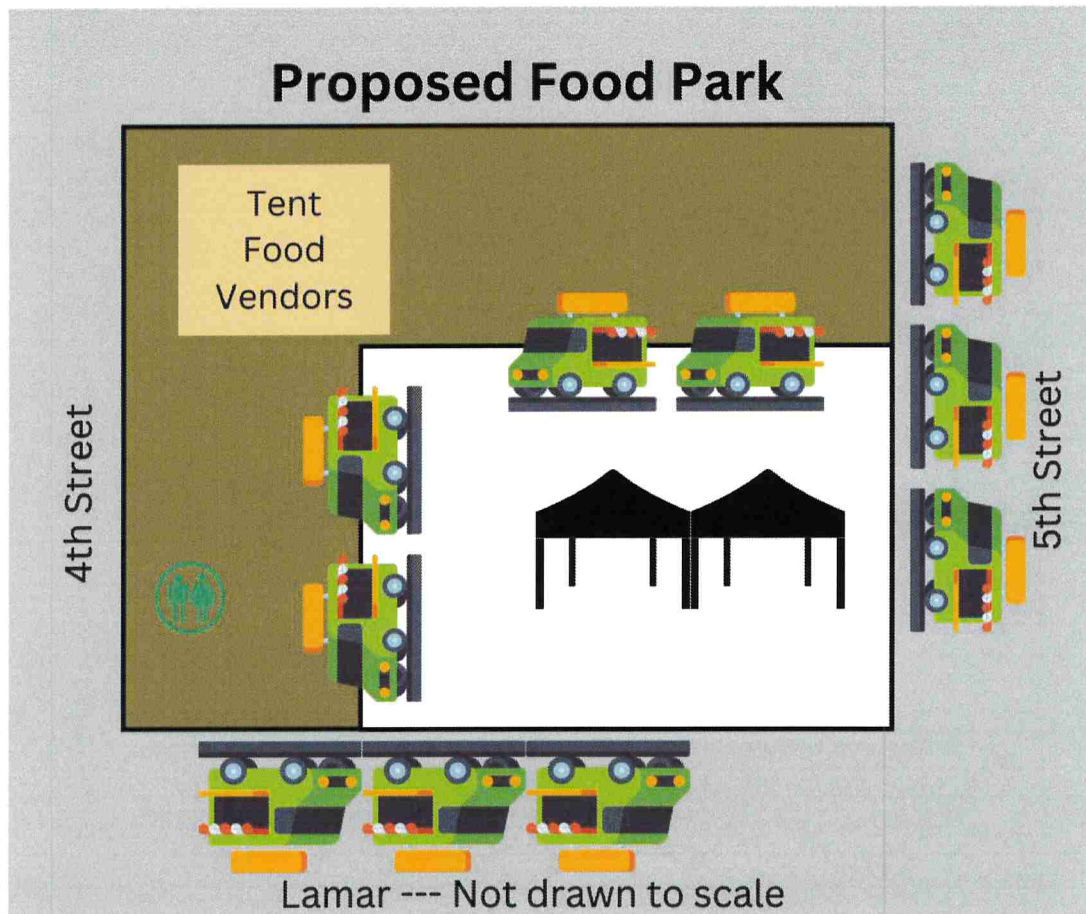 Proposed Food Park
Tent
Food
Vendors
4th Street
5th Street
Lamar --- Not drawn to scale